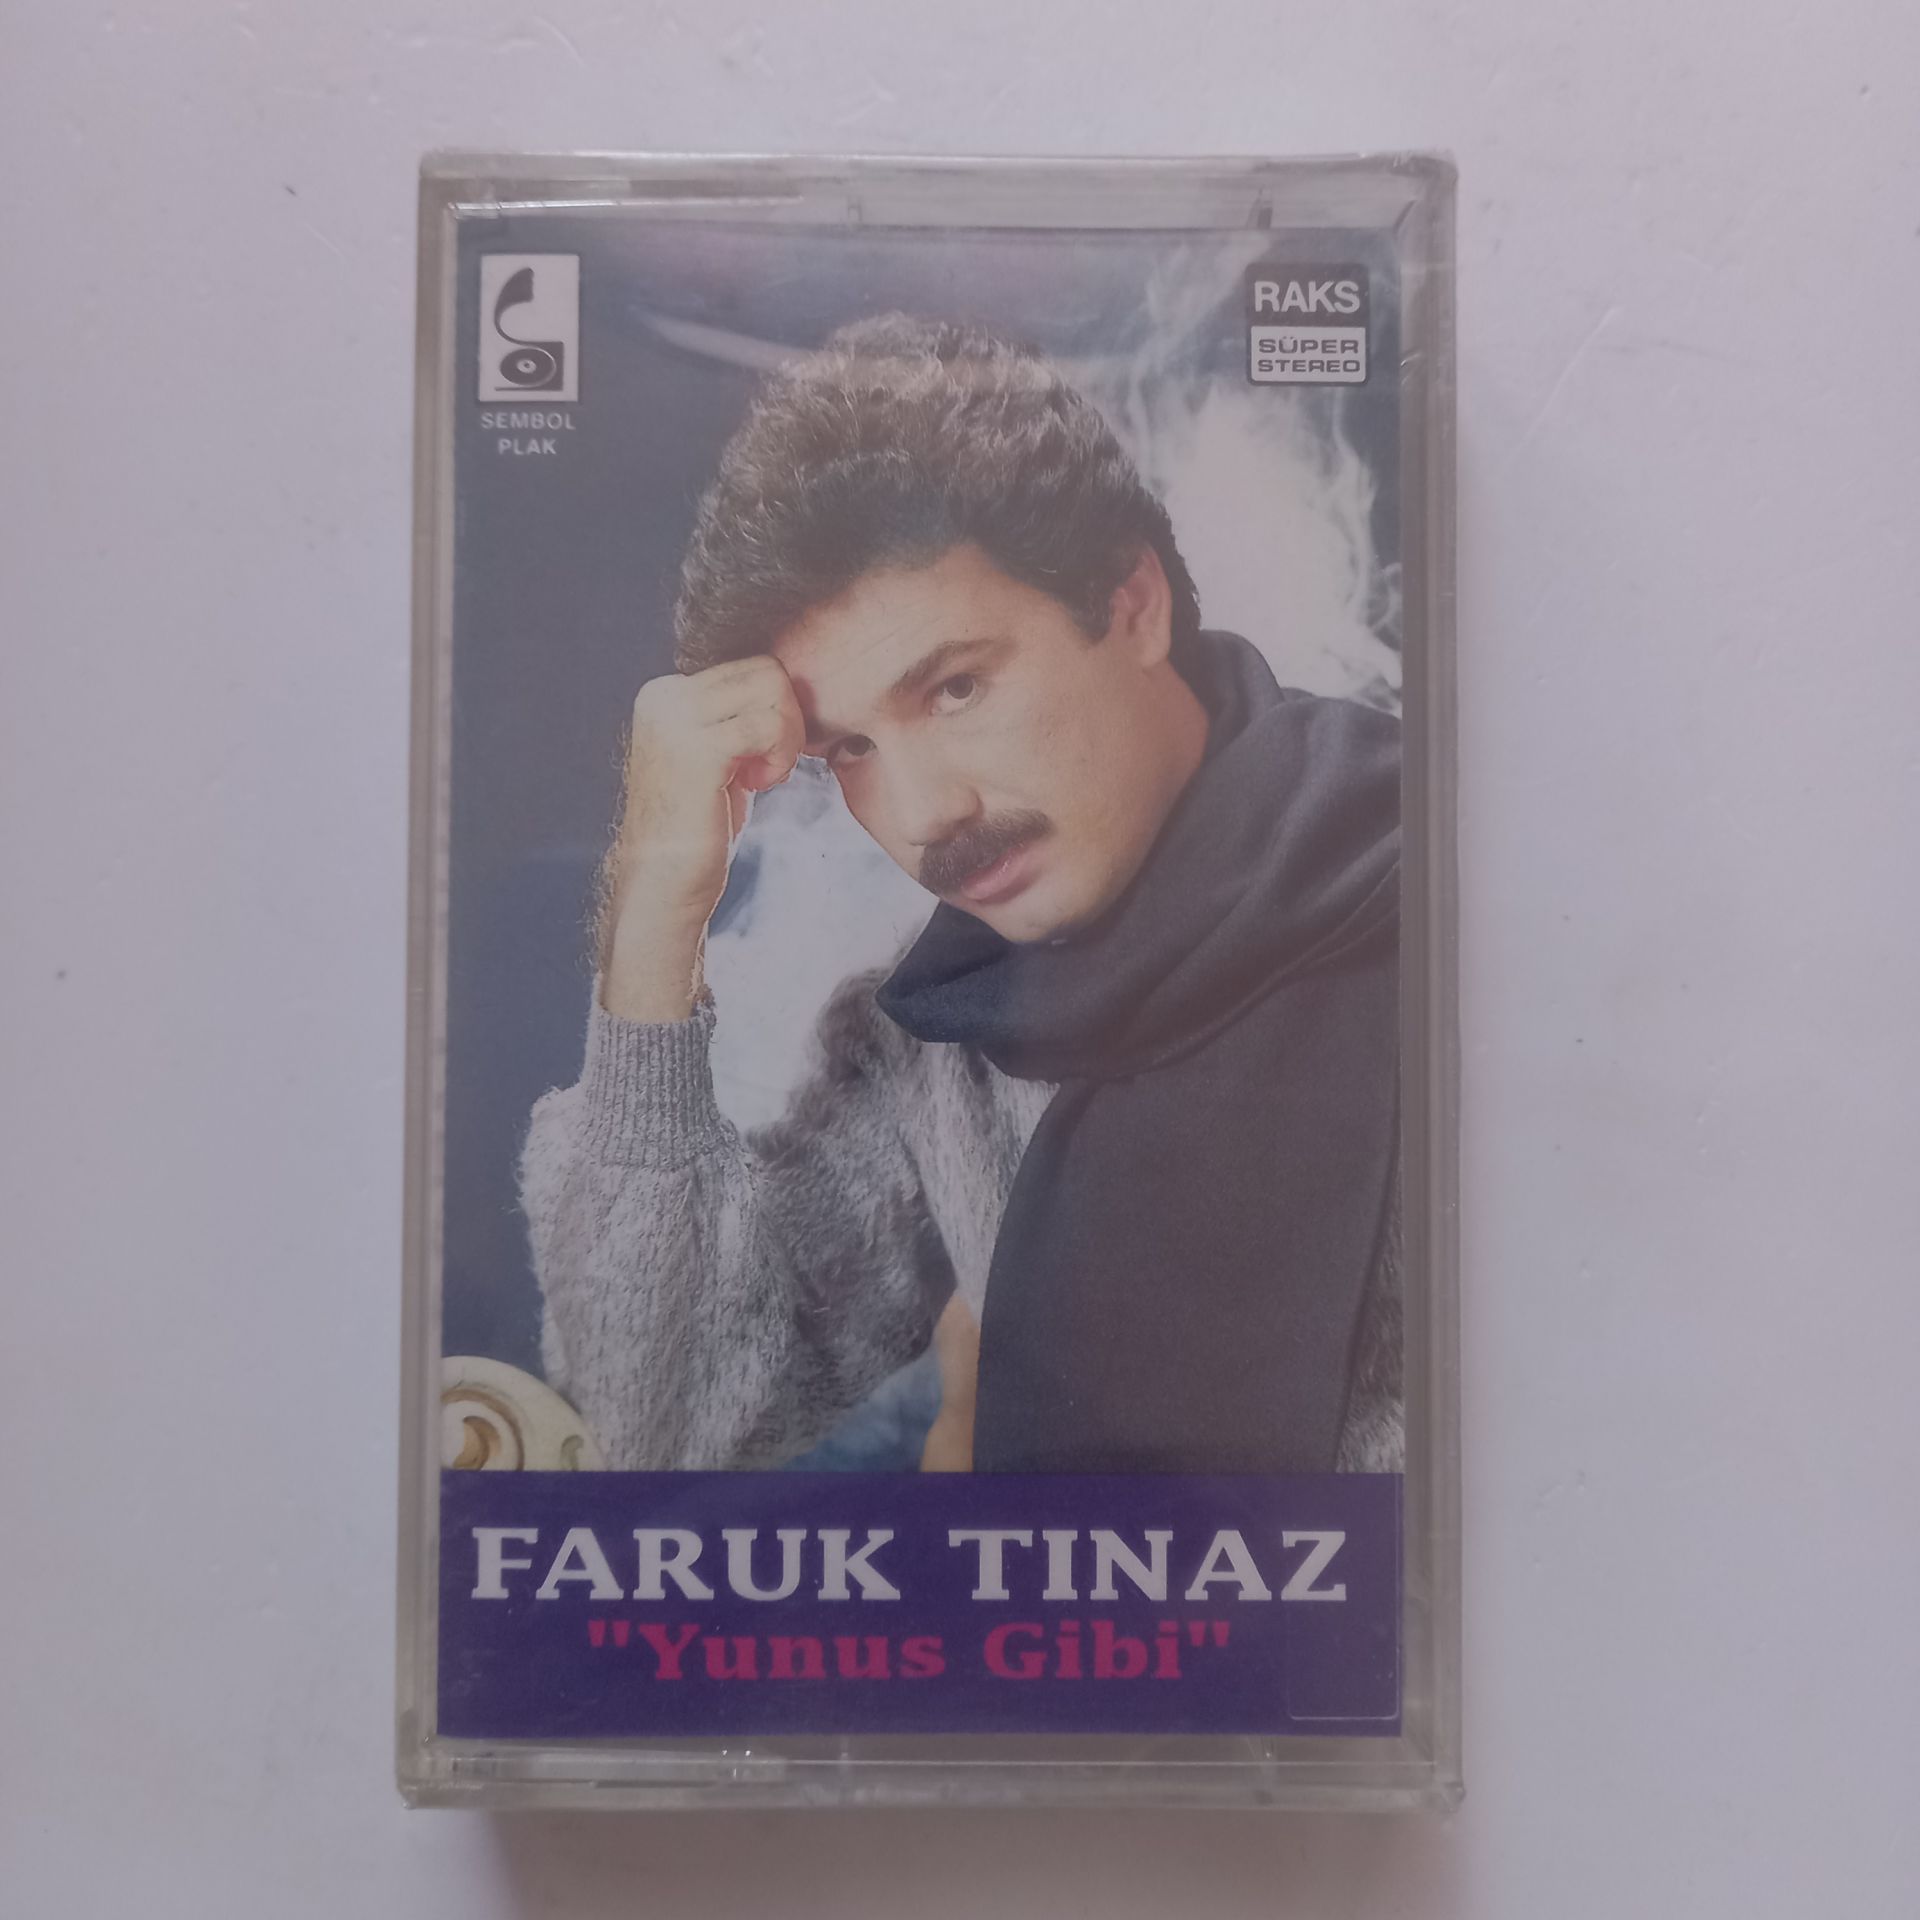 RAKS
SÜPER
STEREO
SEMBOL
PLAK
FARUK TINAZ
"Yunus Gibi"